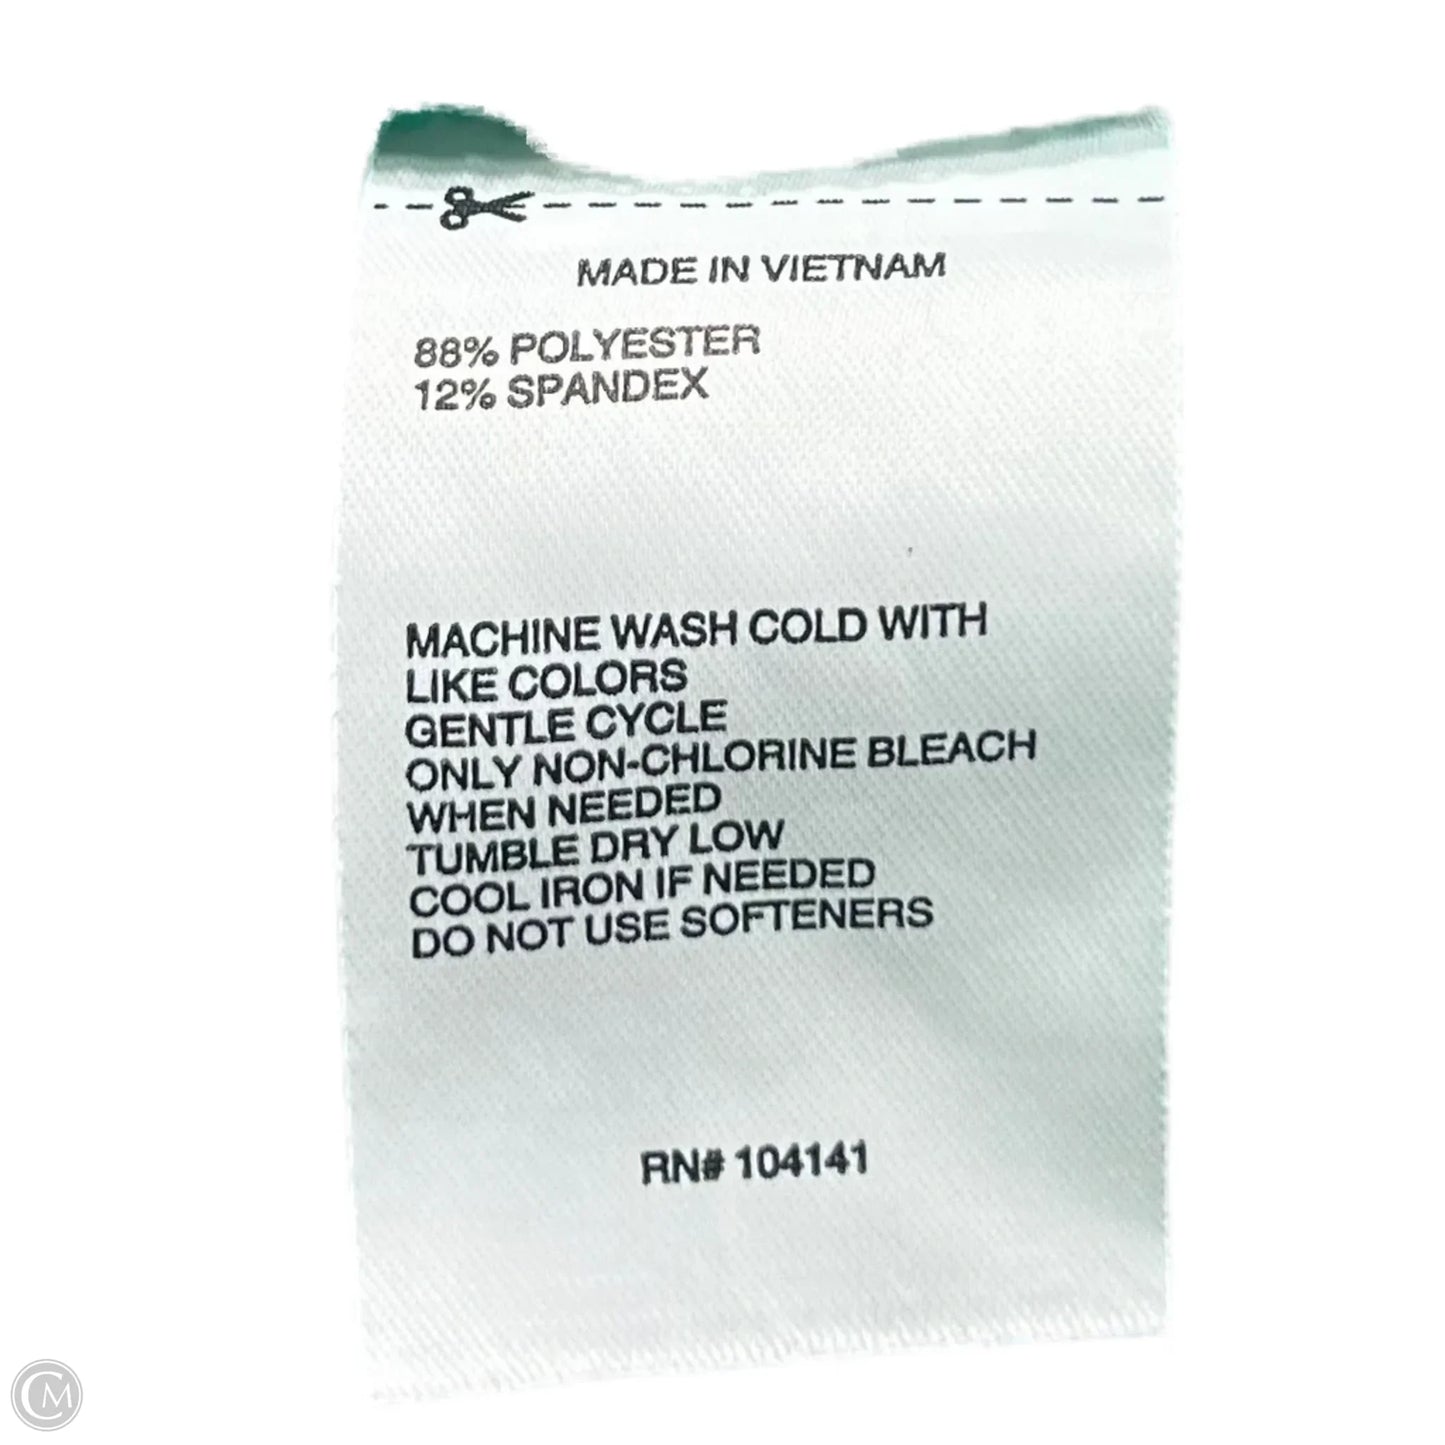 MADE IN VIETNAM
88% POLYESTER
12% SPANDEX
MACHINE WASH COLD WITH
LIKE COLORS
GENTLE CYCLE
ONLY NON-CHLORINE BLEACH
WHEN NEEDED
TUMBLE DRY LOW
COOL IRON IF NEEDED
DO NOT USE SOFTENERS
RN# 104141
CM